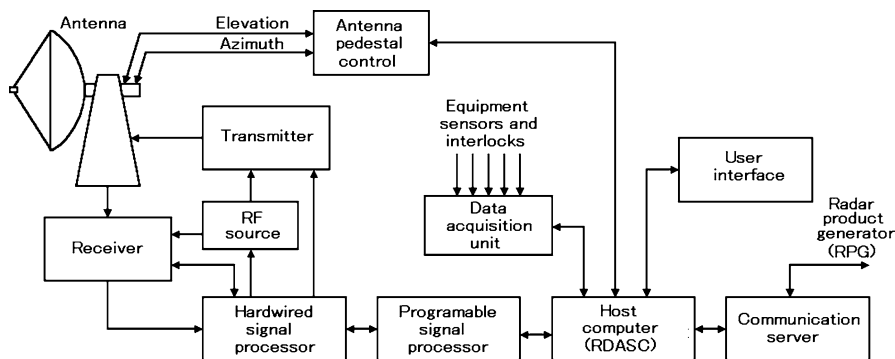 Antenna
Elevation
Azimuth
Antenna
pedestal
control
Transmitter
Equipment
sensors and
interlocks
User
interface
RF
source
Data
acquisition
unit
Radar
product
generator
(RPG)
Receiver
Hardwired
signal
processor
Programable
signal
processor
Host
computer
(RDASC)
Communication
server